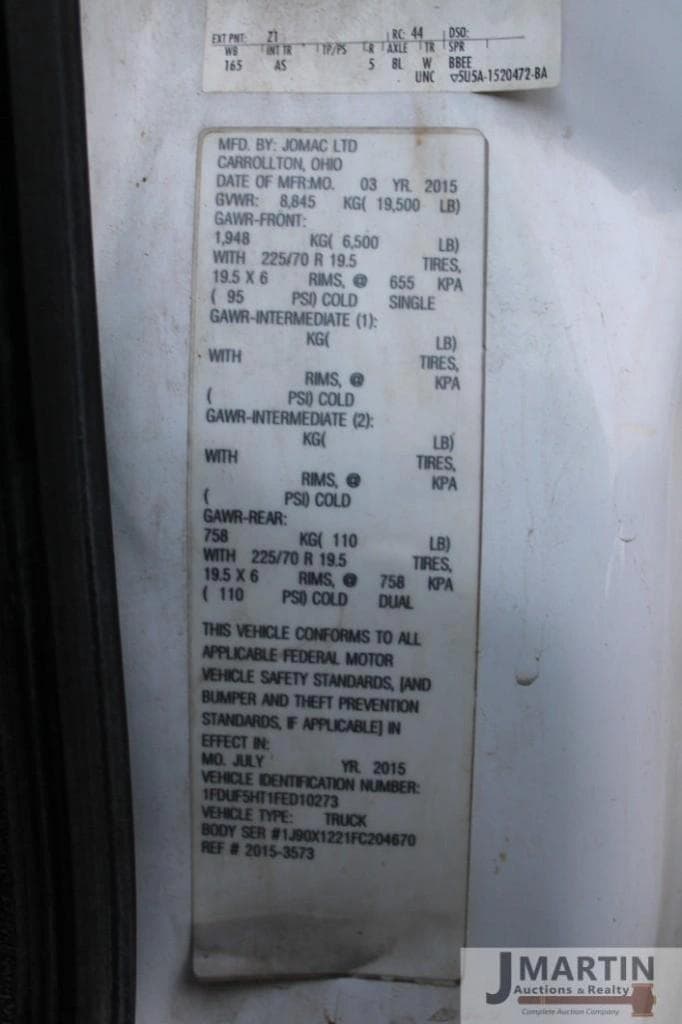 EXT PNT: Z1 RC: 44 DSO:
WB INT TR TP/PS R AXLE TR SPR
165 AS 5 BL W BBEE
UNC ▽5U5A-1520472-BA
MFD. BY: JOMAC LTD
CARROLLTON, OHIO
DATE OF MFR:MO. 03 YR. 2015
GVWR: 8,845 KG( 19,500 LB)
GAWR-FRONT:
1,948 KG( 6,500 LB)
WITH 225/70 R 19.5 TIRES,
19.5 X 6 RIMS, @ 655 KPA
( 95 PSI) COLD SINGLE
GAWR-INTERMEDIATE (1):
KG( LB)
WITH TIRES,
RIMS, @ KPA
( PSI) COLD
GAWR-INTERMEDIATE (2):
KG( LB)
WITH TIRES,
RIMS, @ KPA
( PSI) COLD
GAWR-REAR:
758 KG( 110 LB)
WITH 225/70 R 19.5 TIRES,
19.5 X 6 RIMS, @ 758 KPA
( 110 PSI) COLD DUAL
THIS VEHICLE CONFORMS TO ALL
APPLICABLE FEDERAL MOTOR
VEHICLE SAFETY STANDARDS, [AND
BUMPER AND THEFT PREVENTION
STANDARDS, IF APPLICABLE] IN
EFFECT IN:
MO. JULY YR. 2015
VEHICLE IDENTIFICATION NUMBER:
1FDUF5HT1FED10273
VEHICLE TYPE: TRUCK
BODY SER #1J90X1221FC204670
REF # 2015-3573
J MARTIN
Auctions & Realty
Complete Auction Company